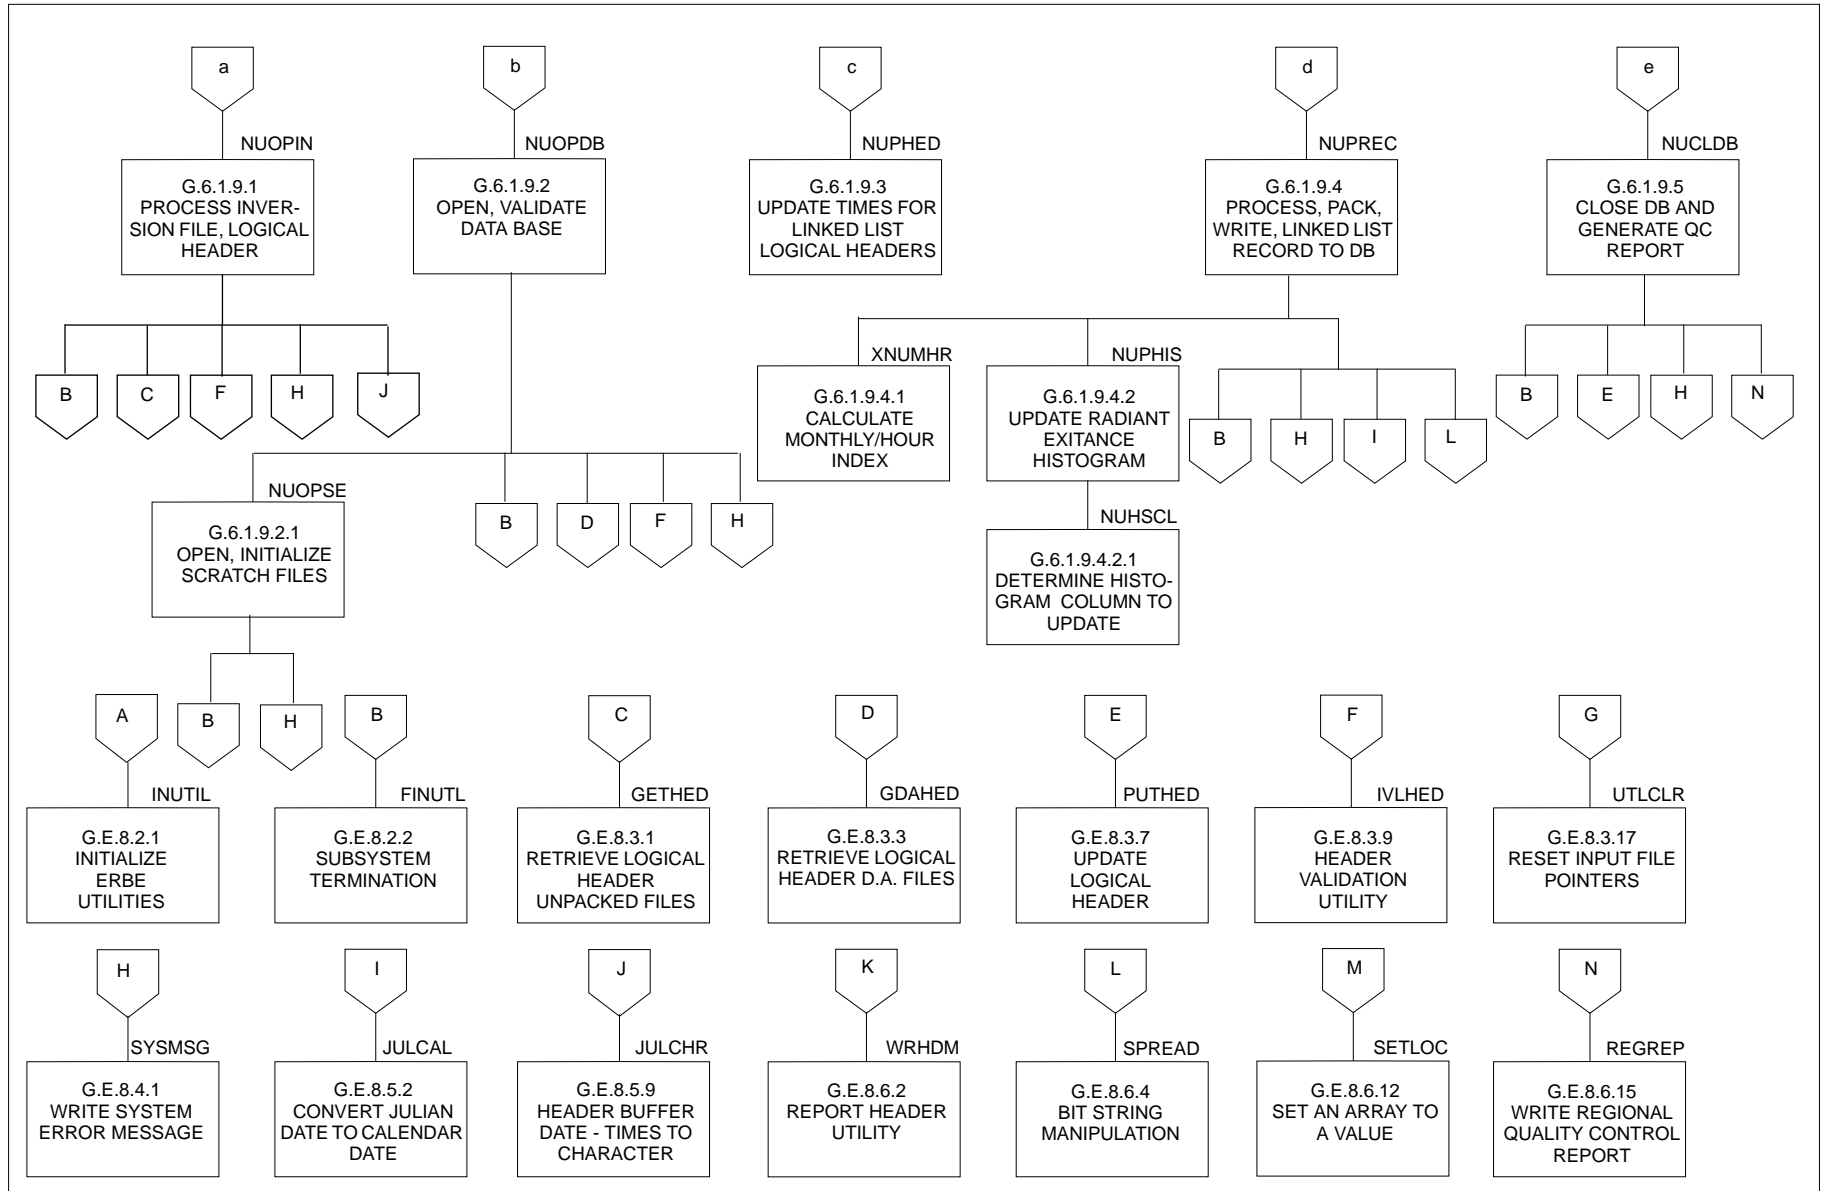 a
b
c
d
e
NUOPIN
NUOPDB
NUPHED
NUPREC
NUCLDB
G.6.1.9.1
PROCESS INVER-
SION FILE, LOGICAL
HEADER
G.6.1.9.2
OPEN, VALIDATE
DATA BASE
G.6.1.9.3
UPDATE TIMES FOR
LINKED LIST
LOGICAL HEADERS
G.6.1.9.4
PROCESS, PACK,
WRITE, LINKED LIST
RECORD TO DB
G.6.1.9.5
CLOSE DB AND
GENERATE QC
REPORT
B
C
F
H
J
XNUMHR
G.6.1.9.4.1
CALCULATE
MONTHLY/HOUR
INDEX
NUPHIS
G.6.1.9.4.2
UPDATE RADIANT
EXITANCE
HISTOGRAM
B
H
I
L
B
E
H
N
NUOPSE
G.6.1.9.2.1
OPEN, INITIALIZE
SCRATCH FILES
B
D
F
H
NUHSCL
G.6.1.9.4.2.1
DETERMINE HISTO-
GRAM COLUMN TO
UPDATE
B
H
A
INUTIL
G.E.8.2.1
INITIALIZE
ERBE
UTILITIES
B
FINUTL
G.E.8.2.2
SUBSYSTEM
TERMINATION
C
GETHED
G.E.8.3.1
RETRIEVE LOGICAL
HEADER
UNPACKED FILES
D
GDAHED
G.E.8.3.3
RETRIEVE LOGICAL
HEADER D.A. FILES
E
PUTHED
G.E.8.3.7
UPDATE
LOGICAL
HEADER
F
IVLHED
G.E.8.3.9
HEADER
VALIDATION
UTILITY
G
UTLCLR
G.E.8.3.17
RESET INPUT FILE
POINTERS
H
SYSMSG
G.E.8.4.1
WRITE SYSTEM
ERROR MESSAGE
I
JULCAL
G.E.8.5.2
CONVERT JULIAN
DATE TO CALENDAR
DATE
J
JULCHR
G.E.8.5.9
HEADER BUFFER
DATE - TIMES TO
CHARACTER
K
WRHDM
G.E.8.6.2
REPORT HEADER
UTILITY
L
SPREAD
G.E.8.6.4
BIT STRING
MANIPULATION
M
SETLOC
G.E.8.6.12
SET AN ARRAY TO
A VALUE
N
REGREP
G.E.8.6.15
WRITE REGIONAL
QUALITY CONTROL
REPORT